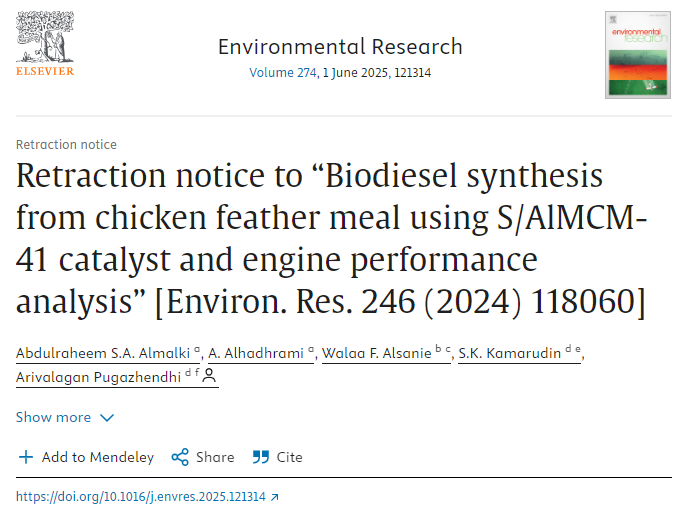 ELSEVIER
Environmental Research
Volume 274, 1 June 2025, 121314
environmental
research
Retraction notice
Retraction notice to “Biodiesel synthesis
from chicken feather meal using S/AlMCM-
41 catalyst and engine performance
analysis” [Environ. Res. 246 (2024) 118060]
Abdulraheem S.A. Almalki a, A. Alhadhrami a, Walaa F. Alsanie b c, S.K. Kamarudin d e,
Arivalagan Pugazhendhi d f
Show more
Add to Mendeley Share Cite
https://doi.org/10.1016/j.envres.2025.121314